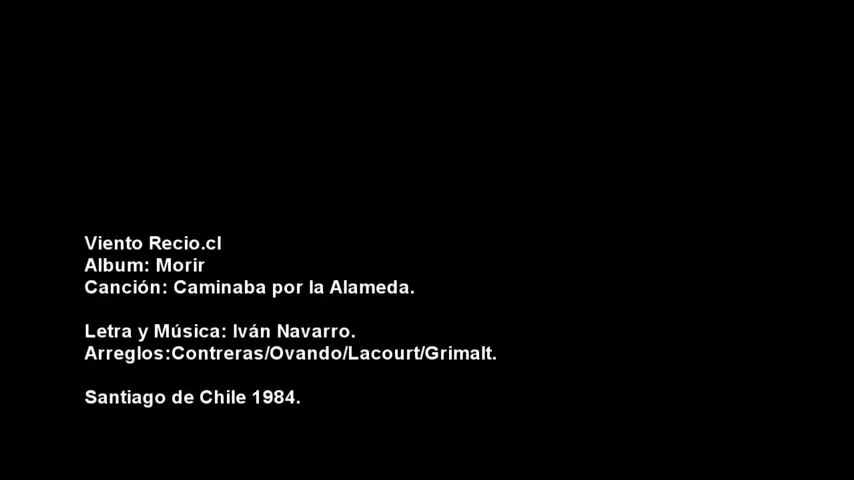 Viento Recio.cl
Album: Morir
Canción: Caminaba por la Alameda.
Letra y Música: Iván Navarro.
Arreglos:Contreras/Ovando/Lacourt/Grimalt.
Santiago de Chile 1984.